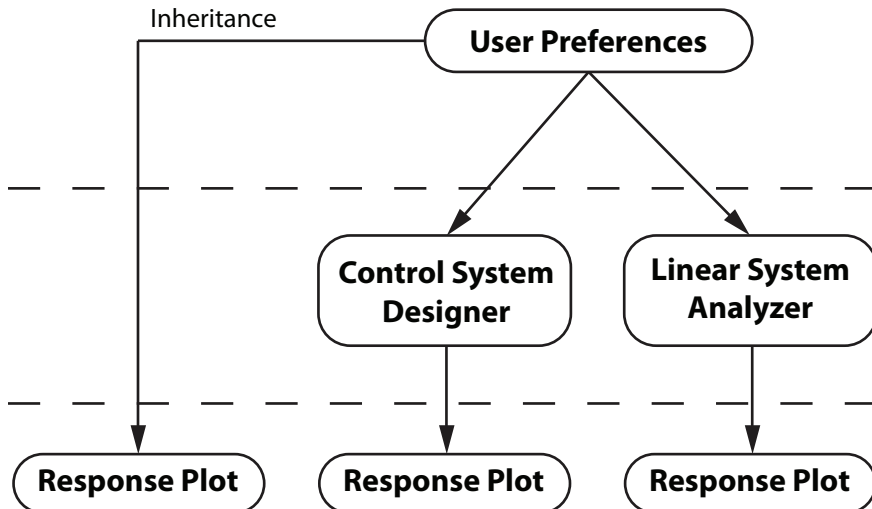 Inheritance
User Preferences
Control System
Designer
Linear System
Analyzer
Response Plot
Response Plot
Response Plot